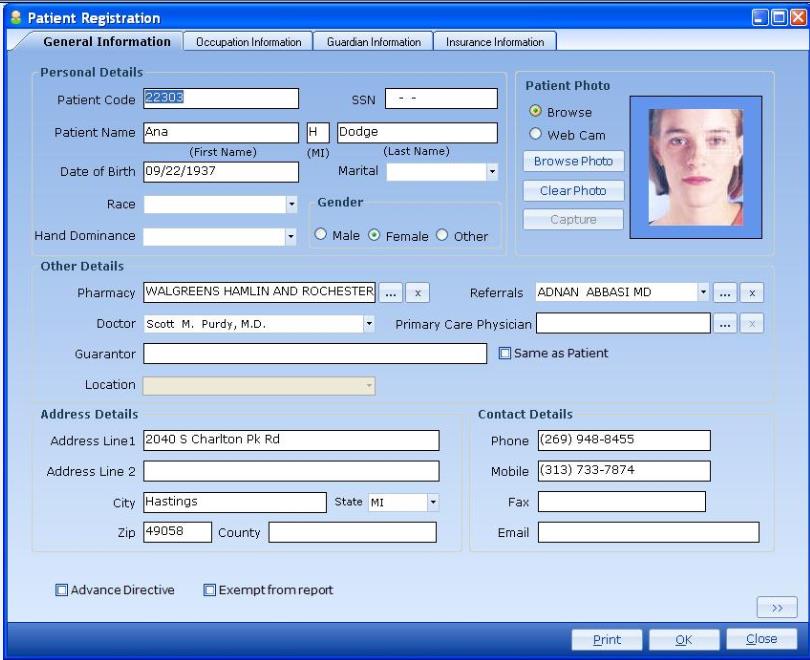 Patient Registration
General Information Occupation Information Guardian Information Insurance Information
Personal Details
Patient Code 22303 SSN - -
Patient Name Ana H Dodge
(First Name) (MI) (Last Name)
Date of Birth 09/22/1937 Marital
Race Gender
Hand Dominance Male Female Other
Patient Photo
Browse
Web Cam
Browse Photo
Clear Photo
Capture
Other Details
Pharmacy WALGREENS HAMLIN AND ROCHESTER ... x Referrals ADNAN ABBASI MD ... x
Doctor Scott M. Purdy, M.D. Primary Care Physician ... x
Guarantor Same as Patient
Location
Address Details
Address Line1 2040 S Charlton Pk Rd
Address Line 2
City Hastings State MI
Zip 49058 County
Contact Details
Phone (269) 948-8455
Mobile (313) 733-7874
Fax
Email
Advance Directive Exempt from report
>>
Print OK Close